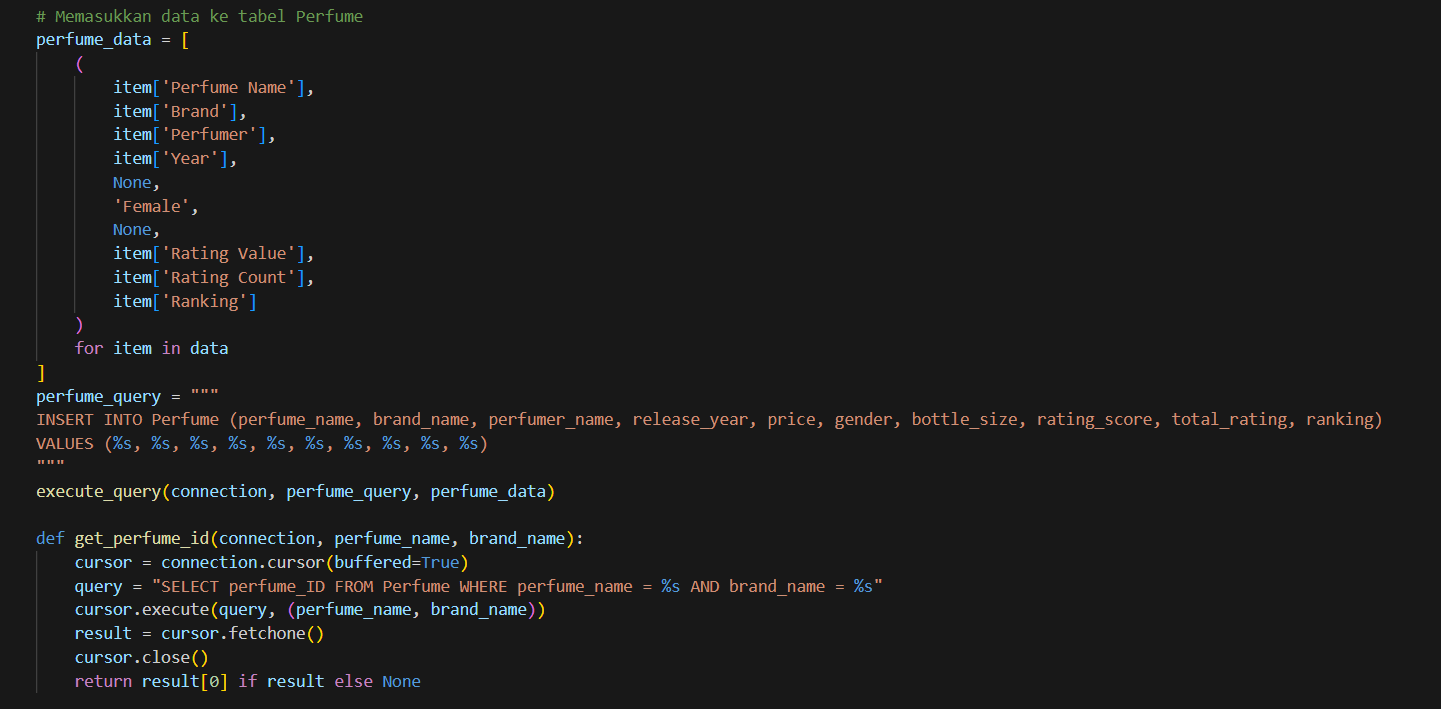 # Memasukkan data ke tabel Perfume
perfume_data = [
    (
        item['Perfume Name'],
        item['Brand'],
        item['Perfumer'],
        item['Year'],
        None,
        'Female',
        None,
        item['Rating Value'],
        item['Rating Count'],
        item['Ranking']
    )
    for item in data
]
perfume_query = """
INSERT INTO Perfume (perfume_name, brand_name, perfumer_name, release_year, price, gender, bottle_size, rating_score, total_rating, ranking)
VALUES (%s, %s, %s, %s, %s, %s, %s, %s, %s, %s)
"""
execute_query(connection, perfume_query, perfume_data)

def get_perfume_id(connection, perfume_name, brand_name):
    cursor = connection.cursor(buffered=True)
    query = "SELECT perfume_ID FROM Perfume WHERE perfume_name = %s AND brand_name = %s"
    cursor.execute(query, (perfume_name, brand_name))
    result = cursor.fetchone()
    cursor.close()
    return result[0] if result else None